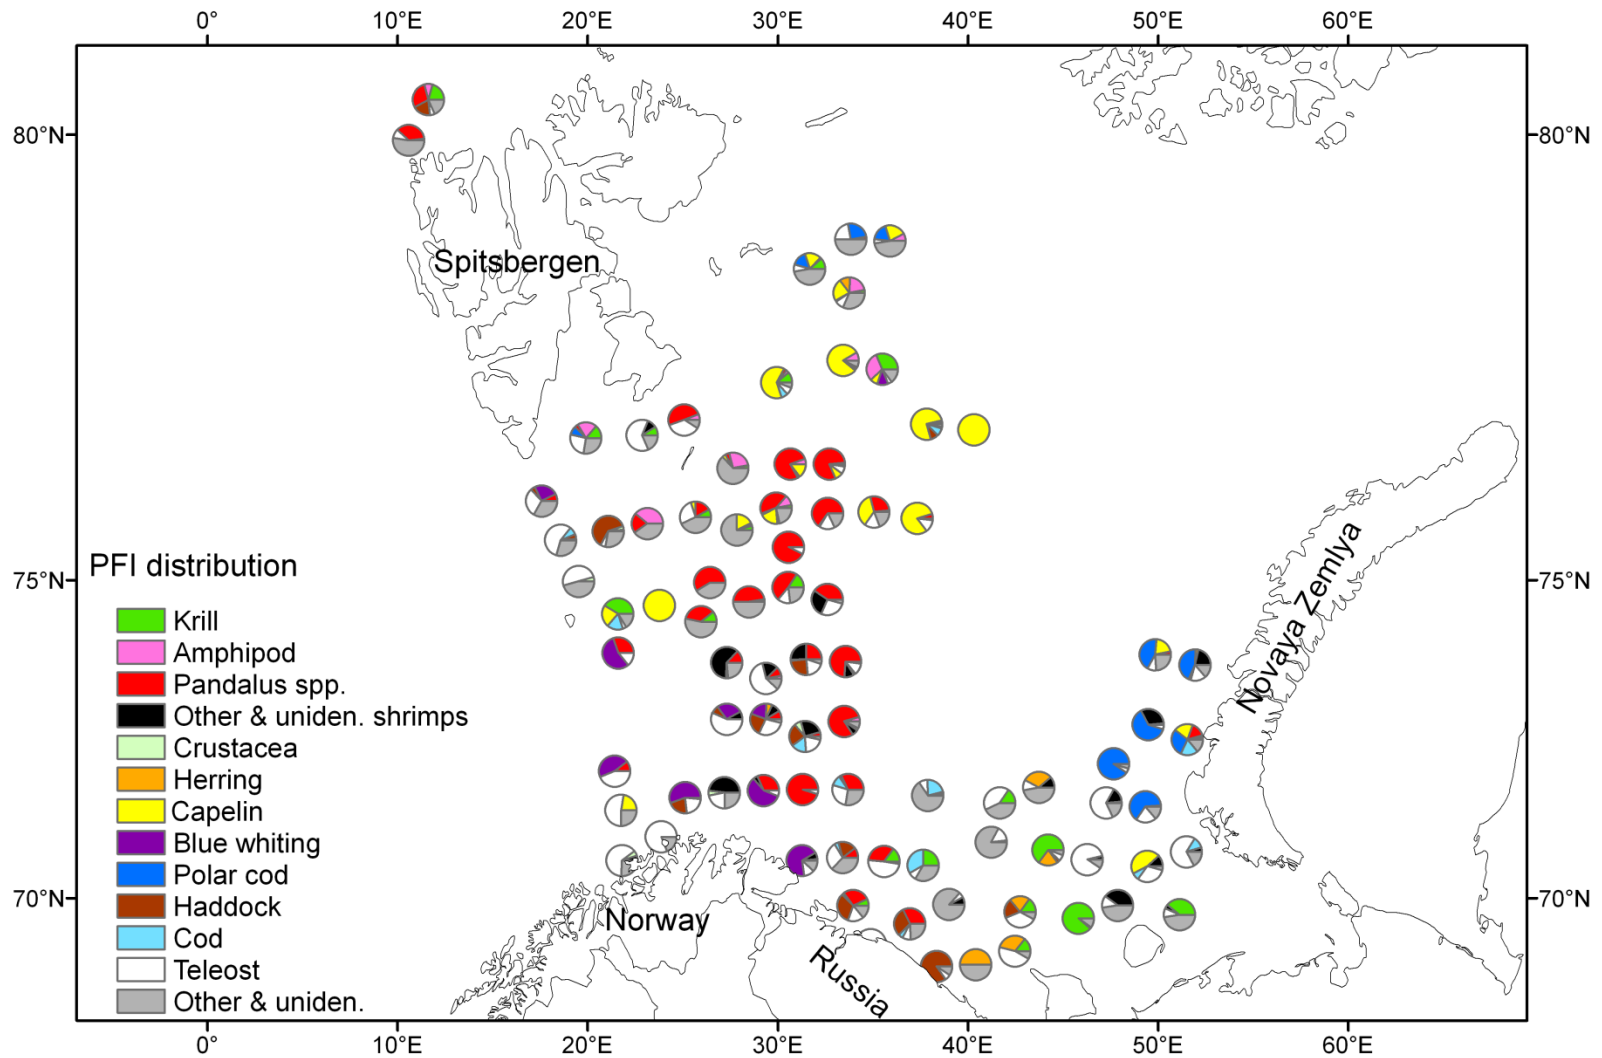 0° 10°E 20°E 30°E 40°E 50°E 60°E
80°N 80°N
Spitsbergen
Novaya Zemlya
PFI distribution
75°N 75°N
Krill
Amphipod
Pandalus spp.
Other & uniden. shrimps
Crustacea
Herring
Capelin
Blue whiting
Polar cod
70°N 70°N
Haddock
Norway
Cod
Russia
Teleost
Other & uniden.
0° 10°E 20°E 30°E 40°E 50°E 60°E